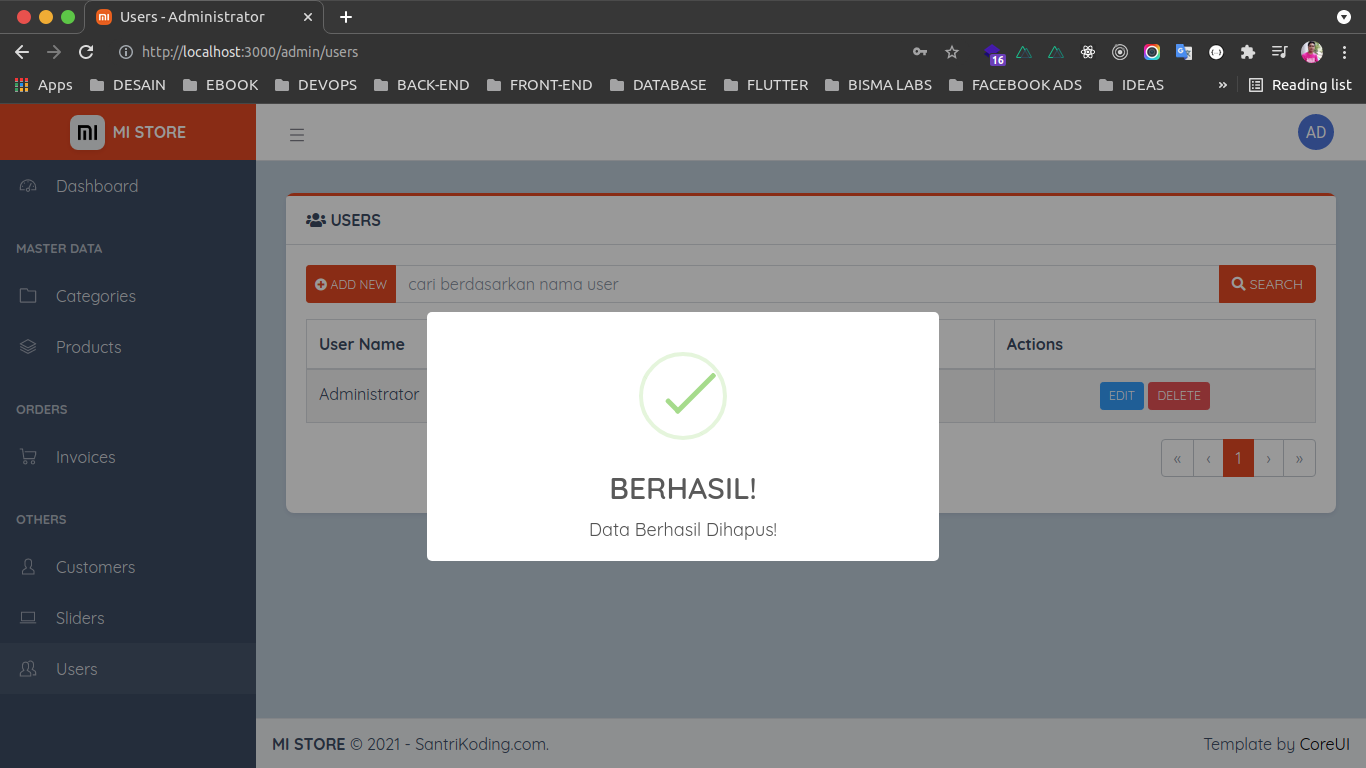 Users - Administrator
http://localhost:3000/admin/users
16
Apps DESAIN EBOOK DEVOPS BACK-END FRONT-END DATABASE FLUTTER BISMA LABS FACEBOOK ADS IDEAS » Reading list
MI STORE
AD
Dashboard
MASTER DATA
Categories
Products
ORDERS
Invoices
OTHERS
Customers
Sliders
Users
USERS
ADD NEW cari berdasarkan nama user SEARCH
User Name Actions
Administrator EDIT DELETE
« ‹ 1 › »
BERHASIL!
Data Berhasil Dihapus!
MI STORE © 2021 - SantriKoding.com. Template by CoreUI